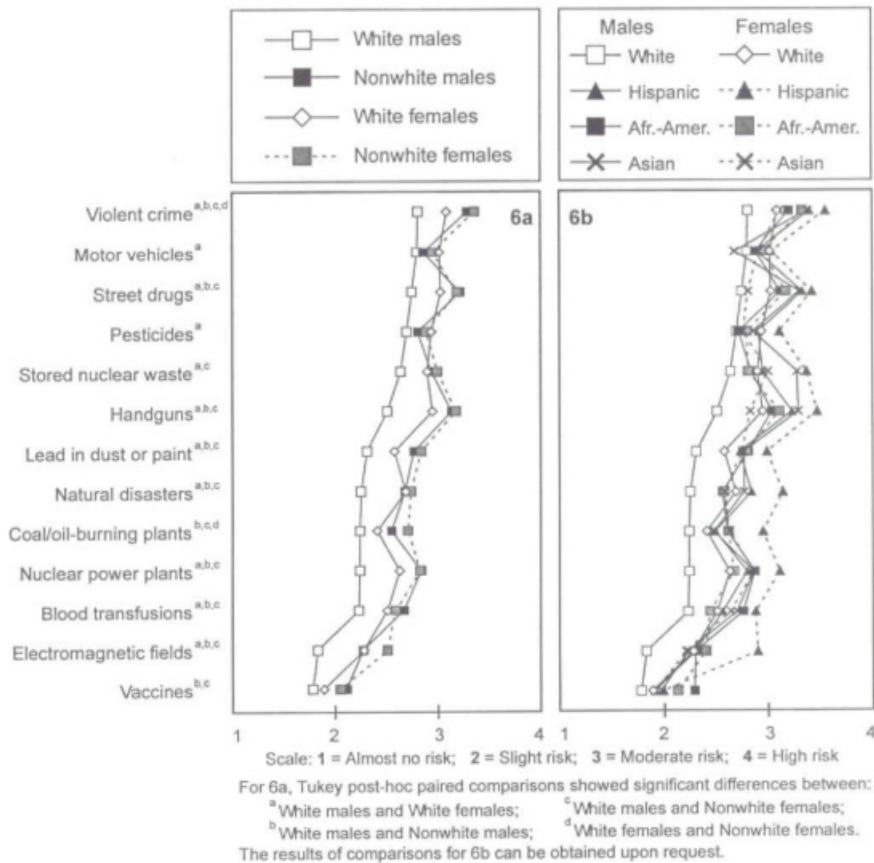 White males
Nonwhite males
White females
Nonwhite females
Males Females
White White
Hispanic Hispanic
Afr.-Amer. Afr.-Amer.
Asian Asian
6a
6b
Violent crime a,b,c,d
Motor vehicles a
Street drugs a,b,c
Pesticides a
Stored nuclear waste a,c
Handguns a,b,c
Lead in dust or paint a,b,c
Natural disasters a,b,c
Coal/oil-burning plants b,c,d
Nuclear power plants a,b,c
Blood transfusions a,b,c
Electromagnetic fields a,b,c
Vaccines b,c
1 2 3 4 1 2 3 4
Scale: 1 = Almost no risk; 2 = Slight risk; 3 = Moderate risk; 4 = High risk
For 6a, Tukey post-hoc paired comparisons showed significant differences between:
a White males and White females; c White males and Nonwhite females;
b White males and Nonwhite males; d White females and Nonwhite females.
The results of comparisons for 6b can be obtained upon request.